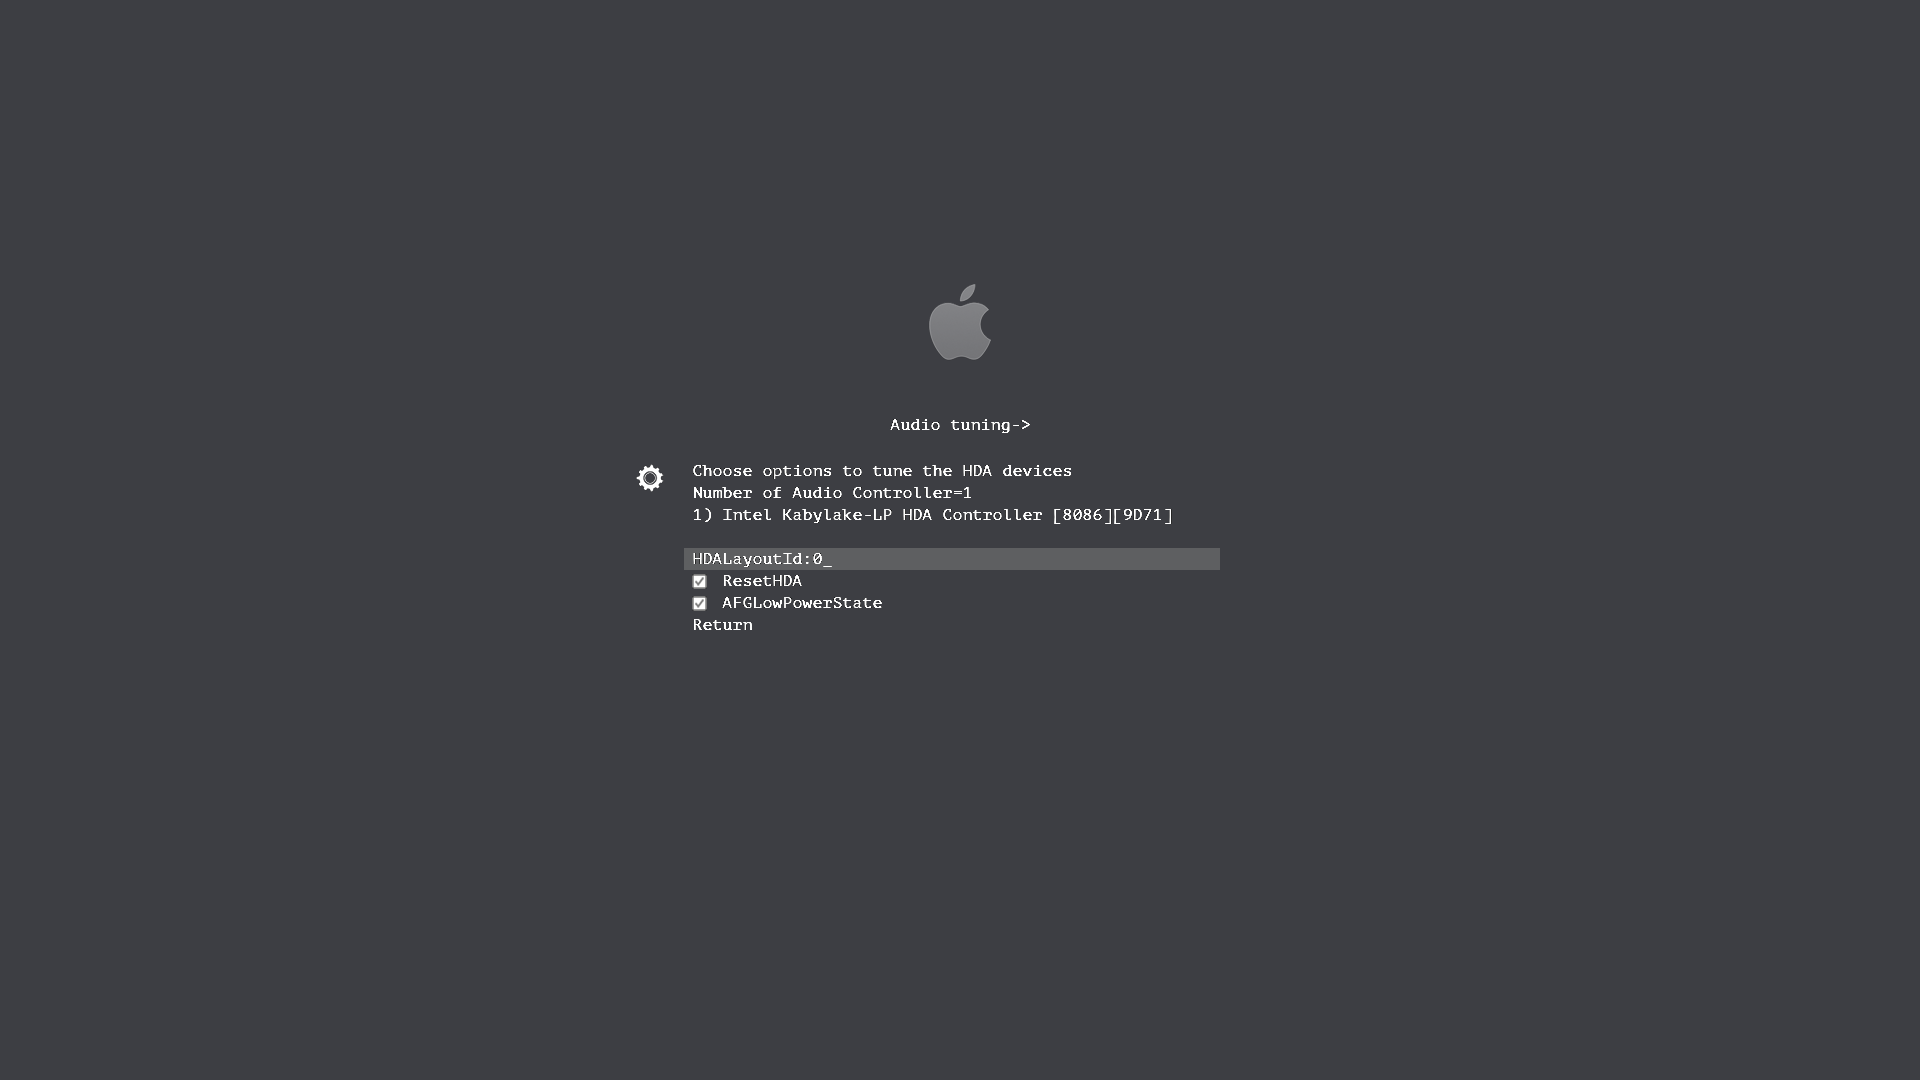 Audio tuning->
Choose options to tune the HDA devices
Number of Audio Controller=1
1) Intel Kabylake-LP HDA Controller [8086][9D71]
HDALayoutId:0_
ResetHDA
AFGLowPowerState
Return